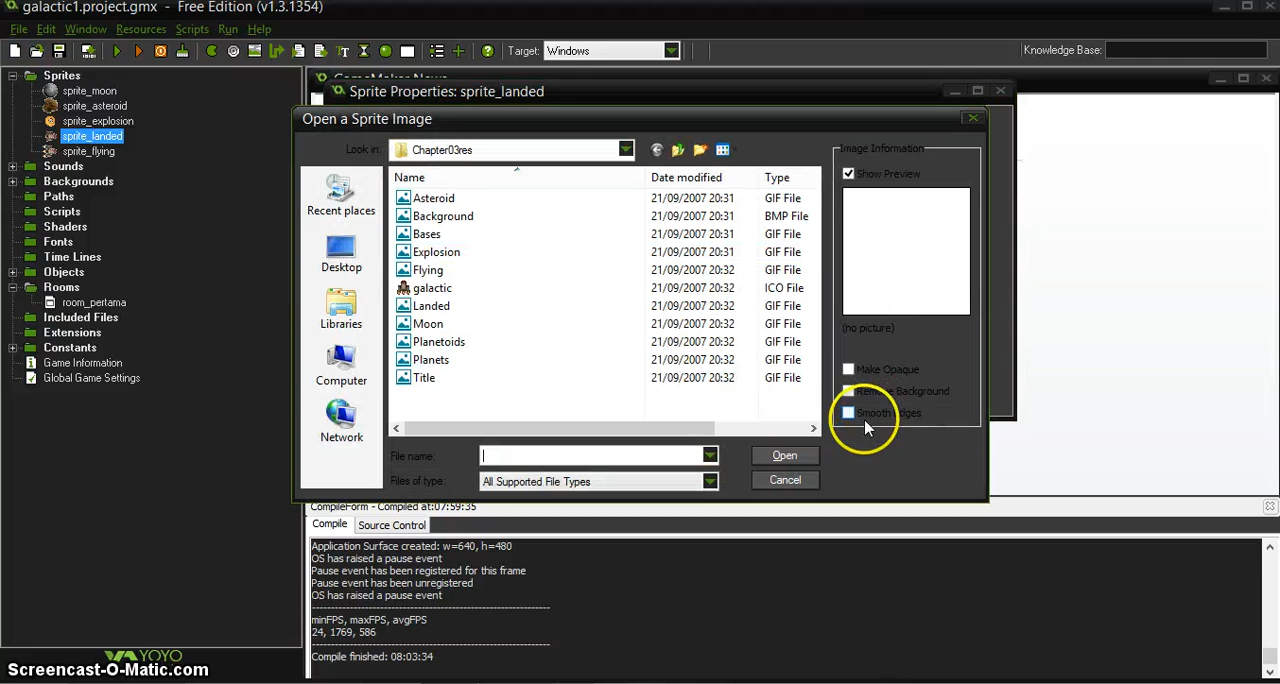 galactic1.project.gmx - Free Edition (v1.3.1354)
File Edit Window Resources Scripts Run Help
Target: Windows Knowledge Base:
Sprites
sprite_moon
sprite_asteroid
sprite_explosion
sprite_landed
sprite_flying
Sounds
Backgrounds
Paths
Scripts
Shaders
Fonts
Time Lines
Objects
Rooms
room_pertama
Included Files
Extensions
Constants
Game Information
Global Game Settings
GameMaker News
Sprite Properties: sprite_landed
Open a Sprite Image
Look in: Chapter03res
Recent places
Desktop
Libraries
Computer
Network
Name Date modified Type
Asteroid 21/09/2007 20:31 GIF File
Background 21/09/2007 20:31 BMP File
Bases 21/09/2007 20:31 GIF File
Explosion 21/09/2007 20:31 GIF File
Flying 21/09/2007 20:32 GIF File
galactic 21/09/2007 20:32 ICO File
Landed 21/09/2007 20:32 GIF File
Moon 21/09/2007 20:32 GIF File
Planetoids 21/09/2007 20:32 GIF File
Planets 21/09/2007 20:32 GIF File
Title 21/09/2007 20:32 GIF File
File name: Open
Files of type: All Supported File Types Cancel
Image Information
Show Preview
(no picture)
Make Opaque
Remove Background
Smooth Edges
CompileForm - Compiled at:07:59:35
Compile Source Control
Application Surface created: w=640, h=480
OS has raised a pause event
Pause event has been registered for this frame
Pause event has been unregistered
OS has raised a pause event
minFPS, maxFPS, avgFPS
24, 1769, 586
Compile finished: 08:03:34
YOYO
Screencast-O-Matic.com